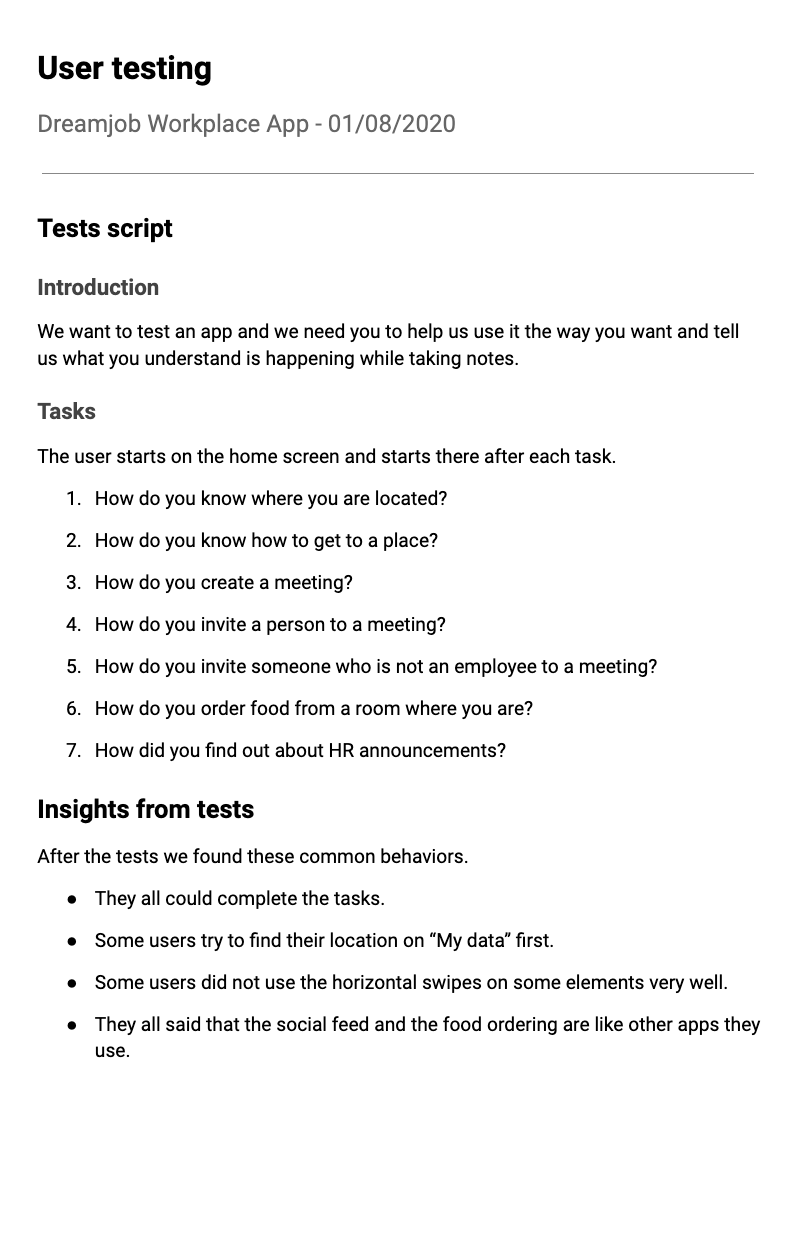 User testing
Dreamjob Workplace App - 01/08/2020
Tests script
Introduction
We want to test an app and we need you to help us use it the way you want and tell
us what you understand is happening while taking notes.
Tasks
The user starts on the home screen and starts there after each task.
1. How do you know where you are located?
2. How do you know how to get to a place?
3. How do you create a meeting?
4. How do you invite a person to a meeting?
5. How do you invite someone who is not an employee to a meeting?
6. How do you order food from a room where you are?
7. How did you find out about HR announcements?
Insights from tests
After the tests we found these common behaviors.
● They all could complete the tasks.
● Some users try to find their location on “My data” first.
● Some users did not use the horizontal swipes on some elements very well.
● They all said that the social feed and the food ordering are like other apps they
use.